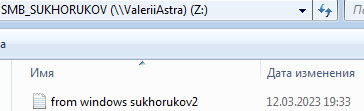 SMB_SUKHORUKOV (\\ValeriiAstra) (Z:)
а
Имя Дата изменения
from windows sukhorukov2 12.03.2023 19:33